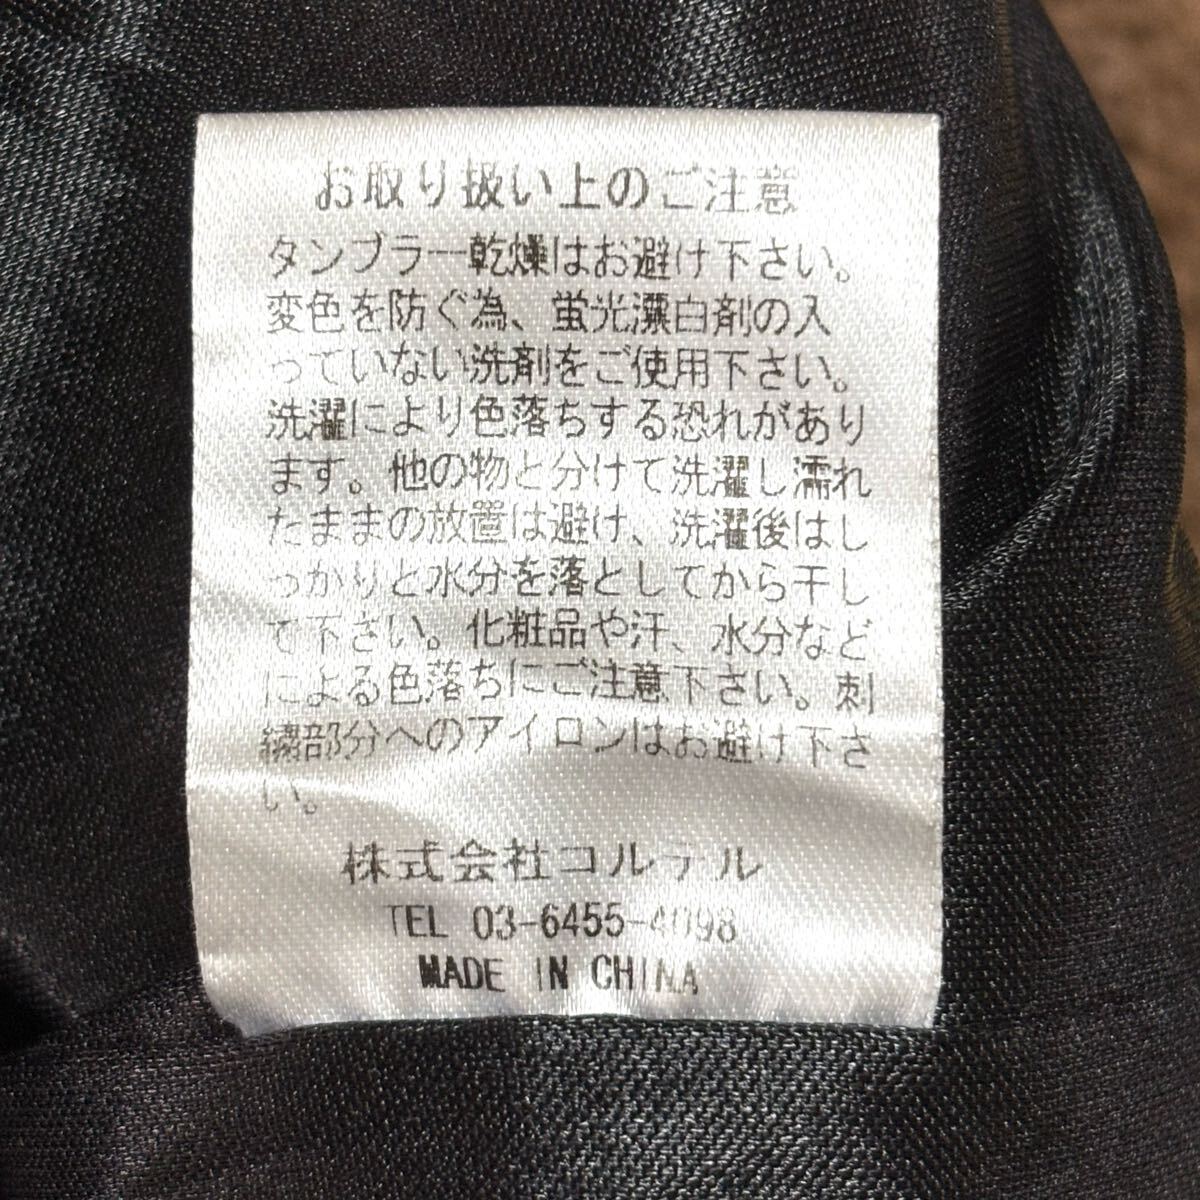 お取り扱い上のご注意
タンブラー乾燥はお避け下さい。
変色を防ぐ為、蛍光漂白剤の入
っていない洗剤をご使用下さい。
洗濯により色落ちする恐れがあり
ます。他の物と分けて洗濯し濡れ
たままの放置は避け、洗濯後はし
っかりと水分を落としてから干し
て下さい。化粧品や汗、水分など
による色落ちにご注意下さい。刺
繍部分へのアイロンはお避け下さ
い。
株式会社コルテル
TEL 03-6455-4098
MADE IN CHINA